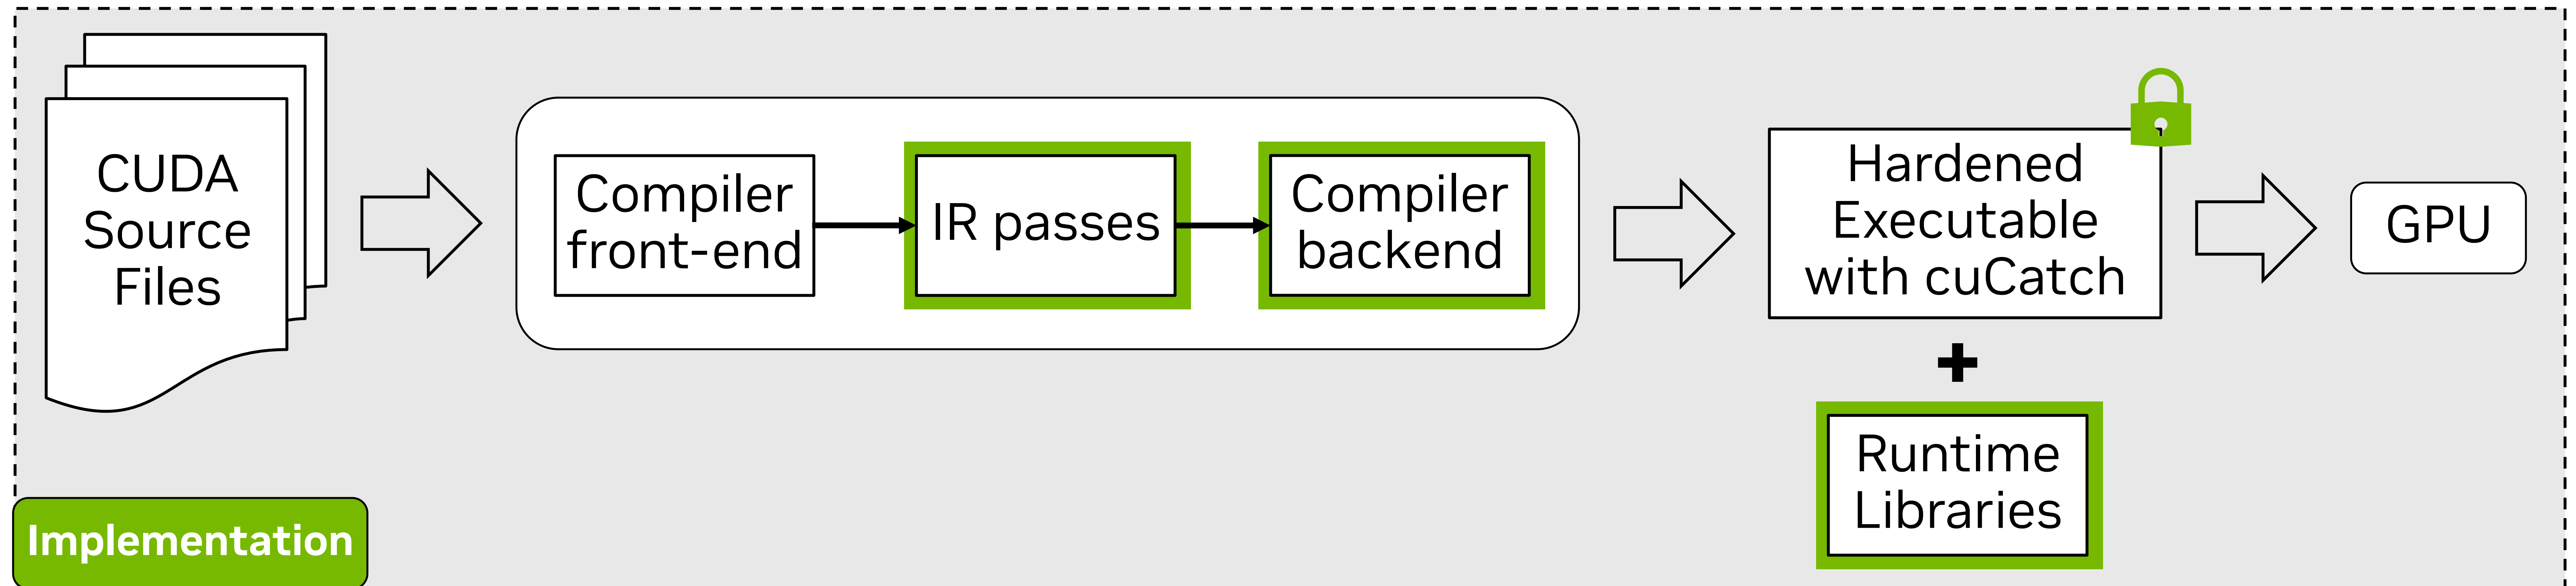 CUDA
Source
Files
Compiler
front-end
IR passes
Compiler
backend
Hardened
Executable
with cuCatch
+
Runtime
Libraries
GPU
Implementation